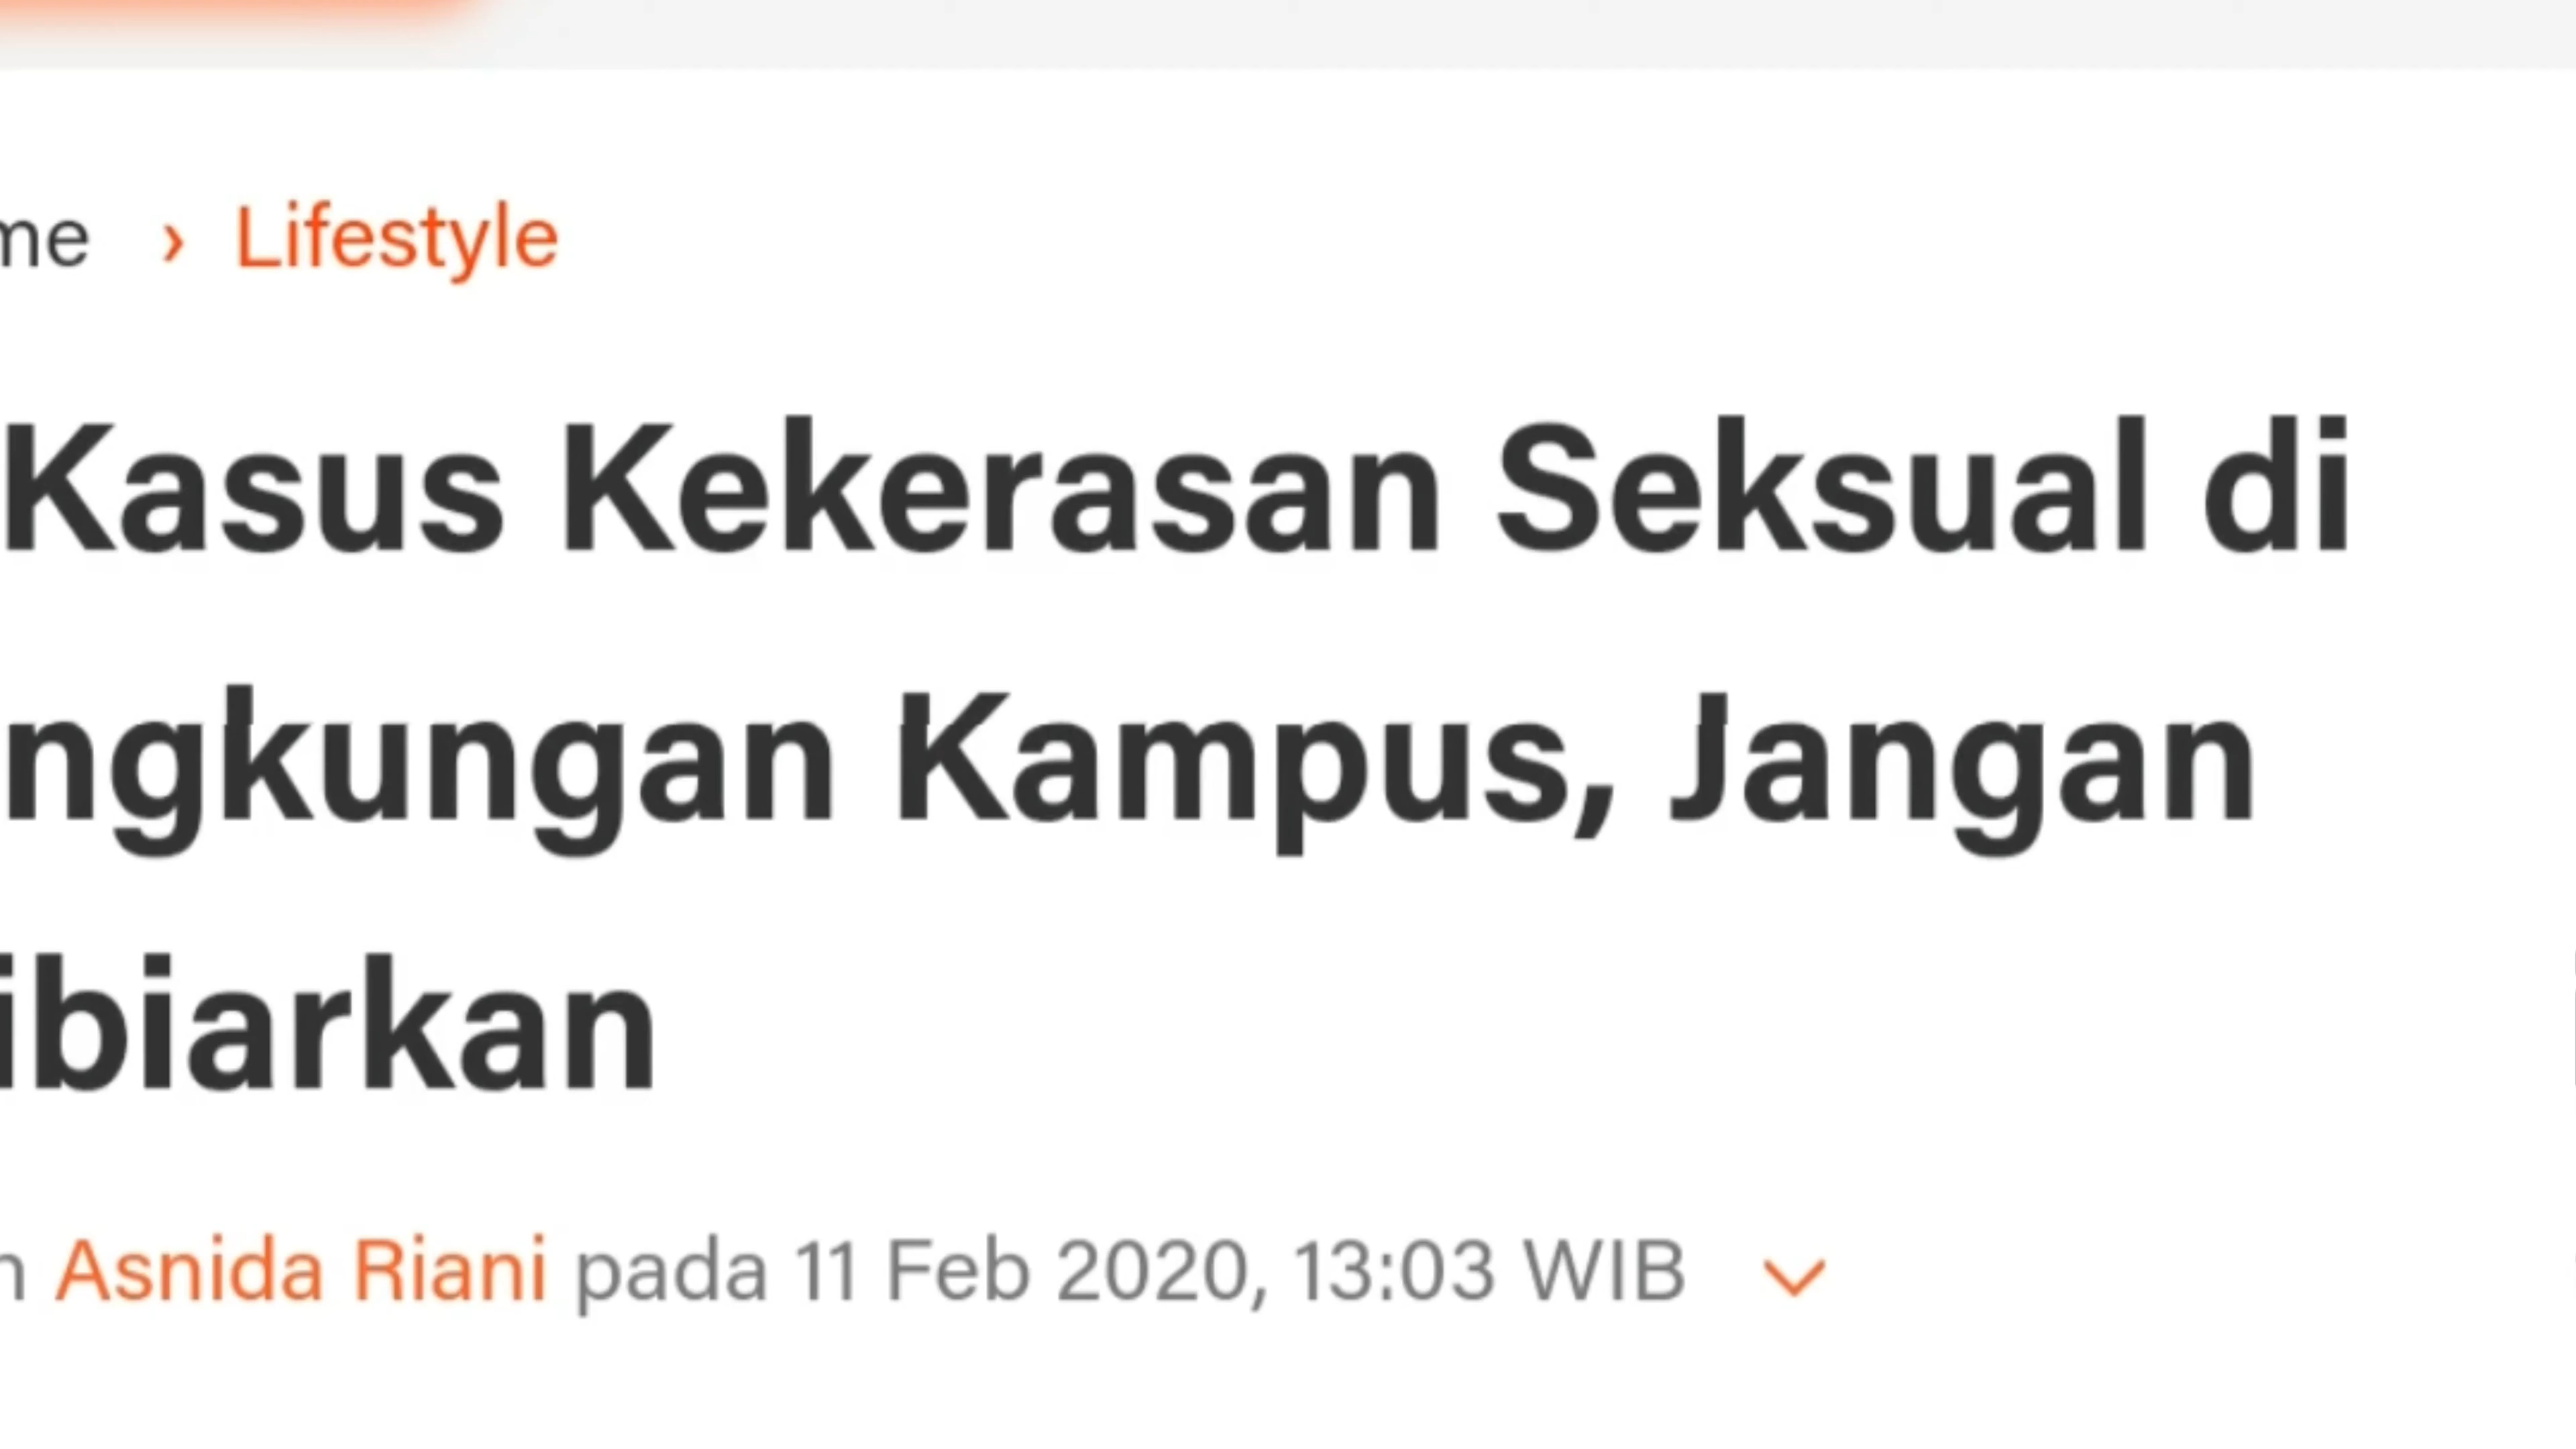 me › Lifestyle
Kasus Kekerasan Seksual di
ngkungan Kampus, Jangan
ibiarkan
n Asnida Riani pada 11 Feb 2020, 13:03 WIB